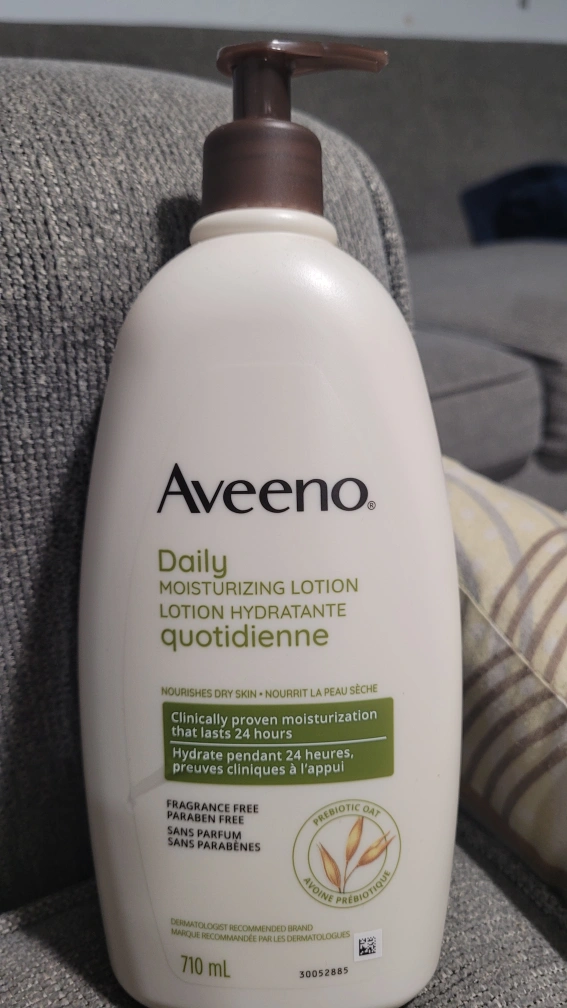 Aveeno®
Daily
MOISTURIZING LOTION
LOTION HYDRATANTE
quotidienne
NOURISHES DRY SKIN • NOURRIT LA PEAU SÈCHE
Clinically proven moisturization
that lasts 24 hours
Hydrate pendant 24 heures,
preuves cliniques à l'appui
FRAGRANCE FREE
PARABEN FREE
SANS PARFUM
SANS PARABÈNES
PREBIOTIC OAT
AVOINE PRÉBIOTIQUE
DERMATOLOGIST RECOMMENDED BRAND
MARQUE RECOMMANDÉE PAR LES DERMATOLOGUES
710 mL
30052885